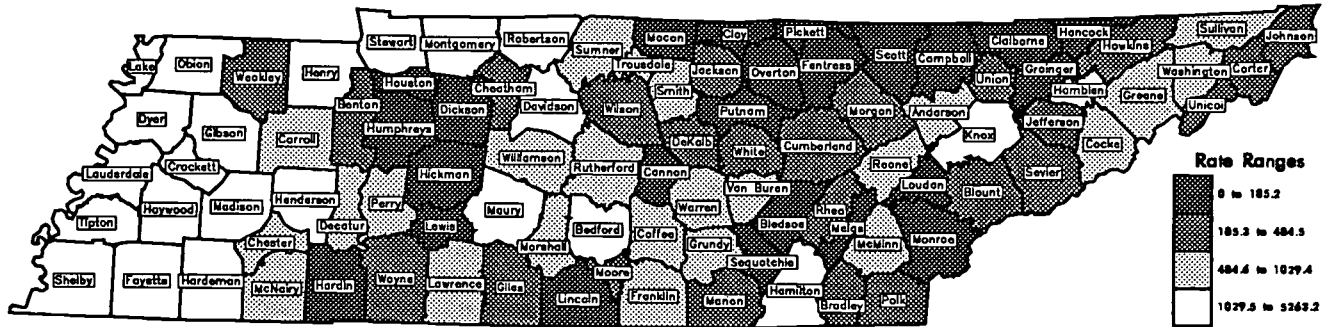 Stewart Montgomery Robertson Sumner Macon Clay Pickett Scott Campbell Claiborne Hancock Hawkins Sullivan Johnson
Lake Obion Weakley Henry Houston Cheatham Trousdale Jackson Overton Fentress Union Grainger Hamblen Washington Carter
Benton Dickson Davidson Wilson Smith Putnam Morgan Anderson Knox Jefferson Greene Unicoi
Dyer Gibson Carroll Humphreys Cocke
Crockett Williamson Rutherford DeKalb White Cumberland Roane Sevier
Lauderdale Hickman Cannon Van Buren Loudon Blount
Tipton Haywood Madison Henderson Decatur Perry Lewis Maury Bedford Coffee Warren Bledsoe Rhea Meigs McMinn Monroe
Chester Marshall Grundy Sequatchie
Shelby Fayette Hardeman McNairy Hardin Wayne Lawrence Giles Lincoln Moore Franklin Marion Hamilton Bradley Polk
Rate Ranges
0 to 185.2
185.3 to 484.5
484.6 to 1029.4
1029.5 to 5263.2